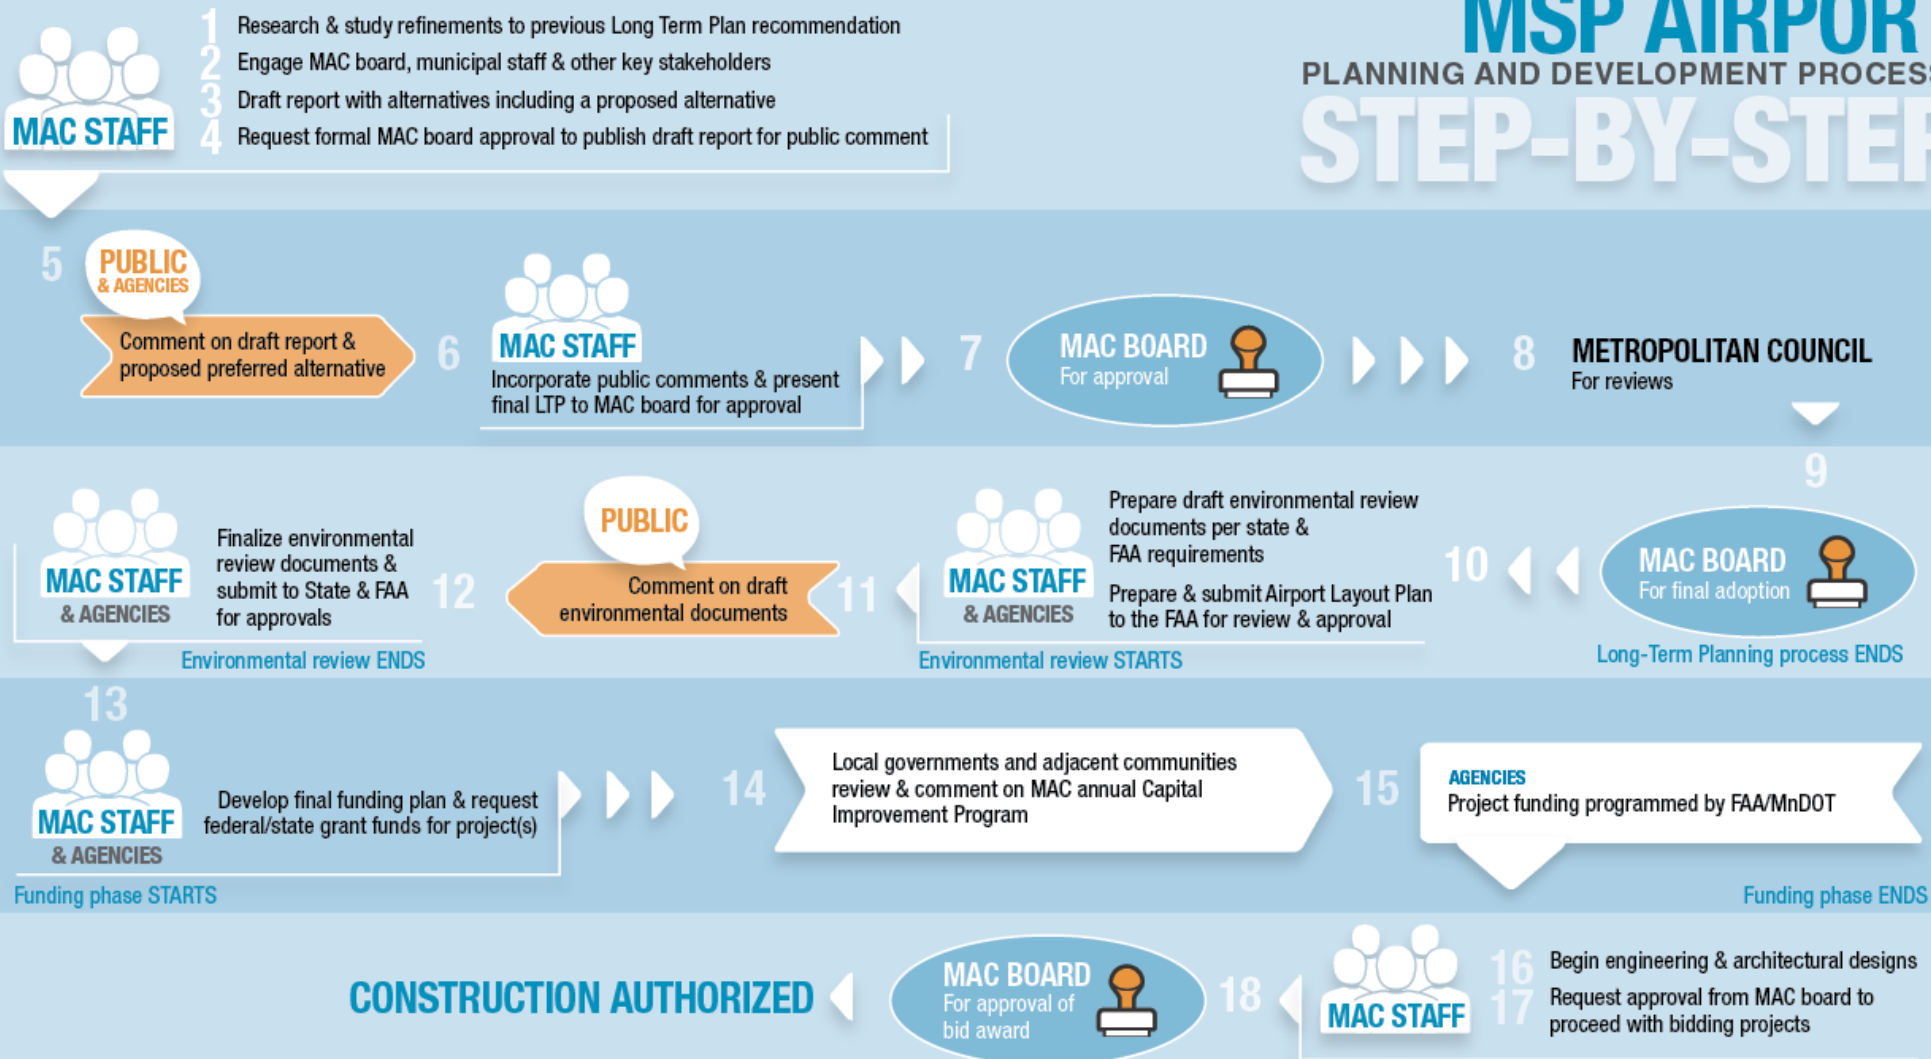 MSP AIRPOR
PLANNING AND DEVELOPMENT PROCES
STEP-BY-STEP
MAC STAFF
1 Research & study refinements to previous Long Term Plan recommendation
2 Engage MAC board, municipal staff & other key stakeholders
3 Draft report with alternatives including a proposed alternative
4 Request formal MAC board approval to publish draft report for public comment
5
PUBLIC
& AGENCIES
Comment on draft report &
proposed preferred alternative
6
MAC STAFF
Incorporate public comments & present
final LTP to MAC board for approval
7
MAC BOARD
For approval
8
METROPOLITAN COUNCIL
For reviews
9
MAC BOARD
For final adoption
Long-Term Planning process ENDS
10
MAC STAFF
& AGENCIES
Prepare draft environmental review
documents per state &
FAA requirements
Prepare & submit Airport Layout Plan
to the FAA for review & approval
Environmental review STARTS
11
PUBLIC
Comment on draft
environmental documents
12
MAC STAFF
& AGENCIES
Finalize environmental
review documents &
submit to State & FAA
for approvals
Environmental review ENDS
13
MAC STAFF
& AGENCIES
Develop final funding plan & request
federal/state grant funds for project(s)
Funding phase STARTS
14
Local governments and adjacent communities
review & comment on MAC annual Capital
Improvement Program
15
AGENCIES
Project funding programmed by FAA/MnDOT
Funding phase ENDS
MAC STAFF
16 Begin engineering & architectural designs
17 Request approval from MAC board to
proceed with bidding projects
18
MAC BOARD
For approval of
bid award
CONSTRUCTION AUTHORIZED